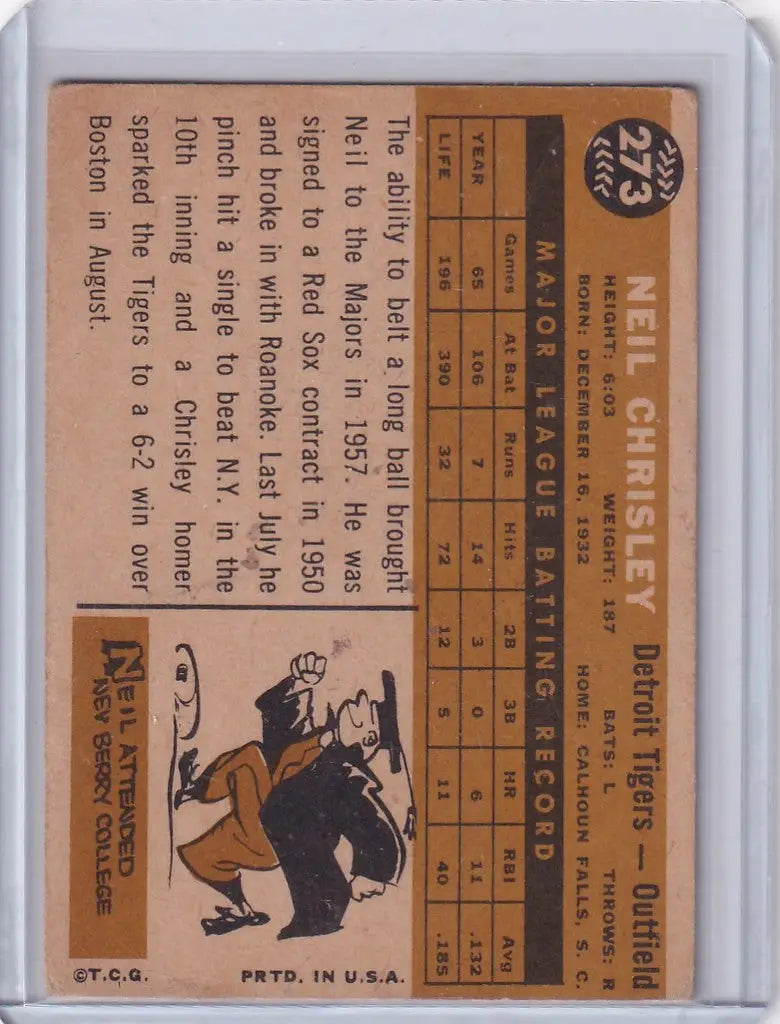 273
NEIL CHRISLEY Detroit Tigers — Outfield
HEIGHT: 6:03 WEIGHT: 187 BATS: L THROWS: R
BORN: DECEMBER 16, 1932 HOME: CALHOUN FALLS, S. C.
MAJOR LEAGUE BATTING RECORD
Games At Bat Runs Hits 2B 3B HR RBI Avg
YEAR 65 106 7 14 3 0 6 11 .132
LIFE 196 390 32 72 12 5 11 40 .185
The ability to belt a long ball brought
Neil to the Majors in 1957. He was
signed to a Red Sox contract in 1950
and broke in with Roanoke. Last July he
pinch hit a single to beat N.Y. in the
10th inning and a Chrisley homer
sparked the Tigers to a 6-2 win over
Boston in August.
NEIL ATTENDED
NEW BERRY COLLEGE
©T.C.G. PRTD. IN U.S.A.